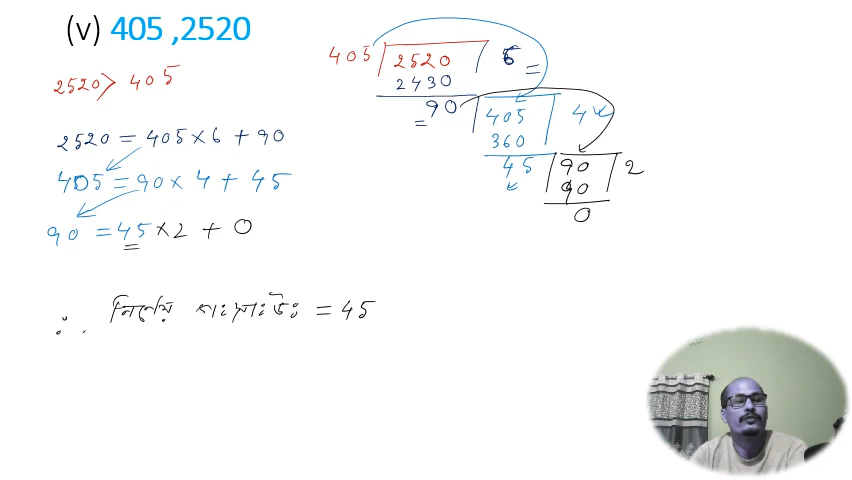 (v) 405 ,2520
2520 > 405
2520 = 405 × 6 + 90
405 = 90 × 4 + 45
90 = 45 × 2 + 0
∴ নির্ণেয় গঃসাঃউঃ = 45
405 2520 6
2430
90 405 4
360
45 90 2
90
0